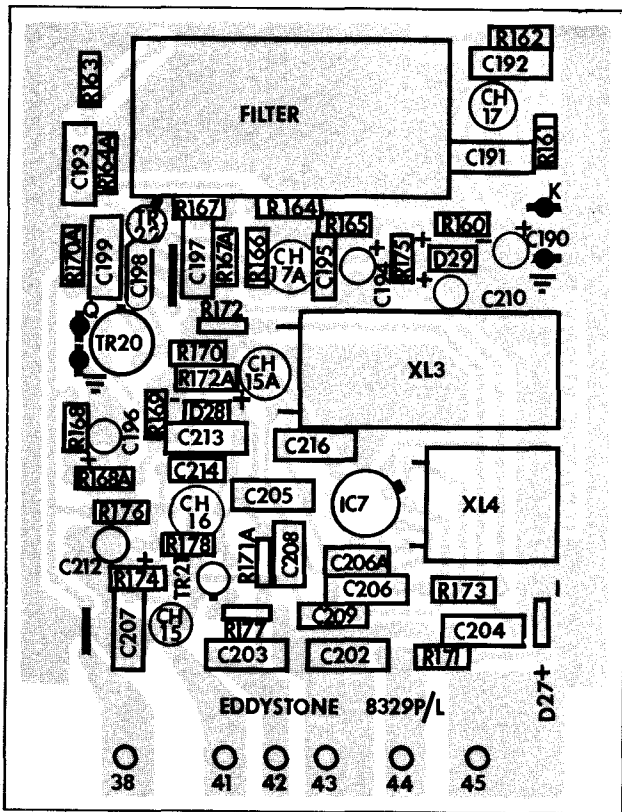 R162
C192
R163
CH 17
FILTER
C193
R164A
C191
R161
R167
R164
K
TR 22
R165
R160
R170A
C199
C198
C197
R167A
R166
CH 17A
C195
C194
R175
+
D29
-
+
C190
+
C210
Q
TR20
R172
R170
CH 15A
XL3
R172A
R168
C196
+
R169
-
D28
+
C213
C216
R168A
C214
C205
IC7
XL4
R176
CH 16
C212
R178
R171A
C208
C206A
+
R174
TR21
C206
R173
-
C207
CH 15
R177
C209
C204
C203
C202
R171
D27+
EDDYSTONE 8329P/L
38 41 42 43 44 45